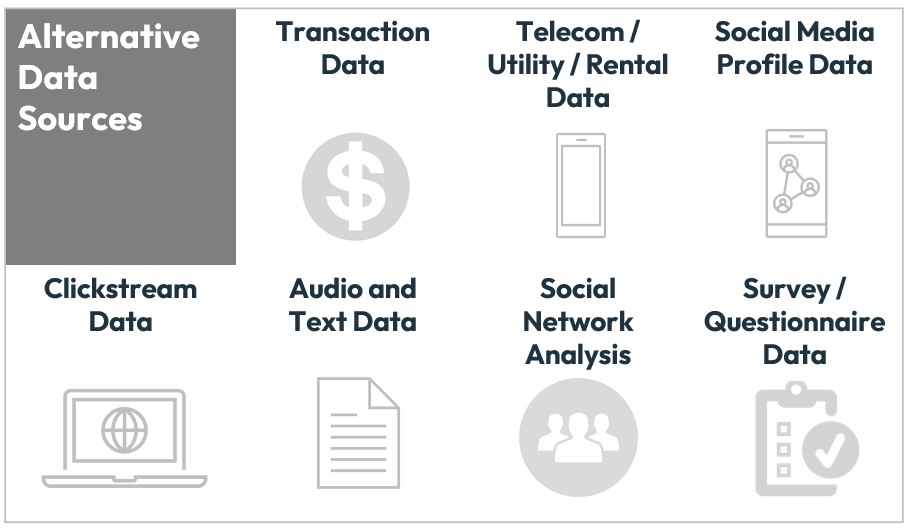 Alternative
Data
Sources
Transaction
Data
Telecom /
Utility / Rental
Data
Social Media
Profile Data
Clickstream
Data
Audio and
Text Data
Social
Network
Analysis
Survey /
Questionnaire
Data